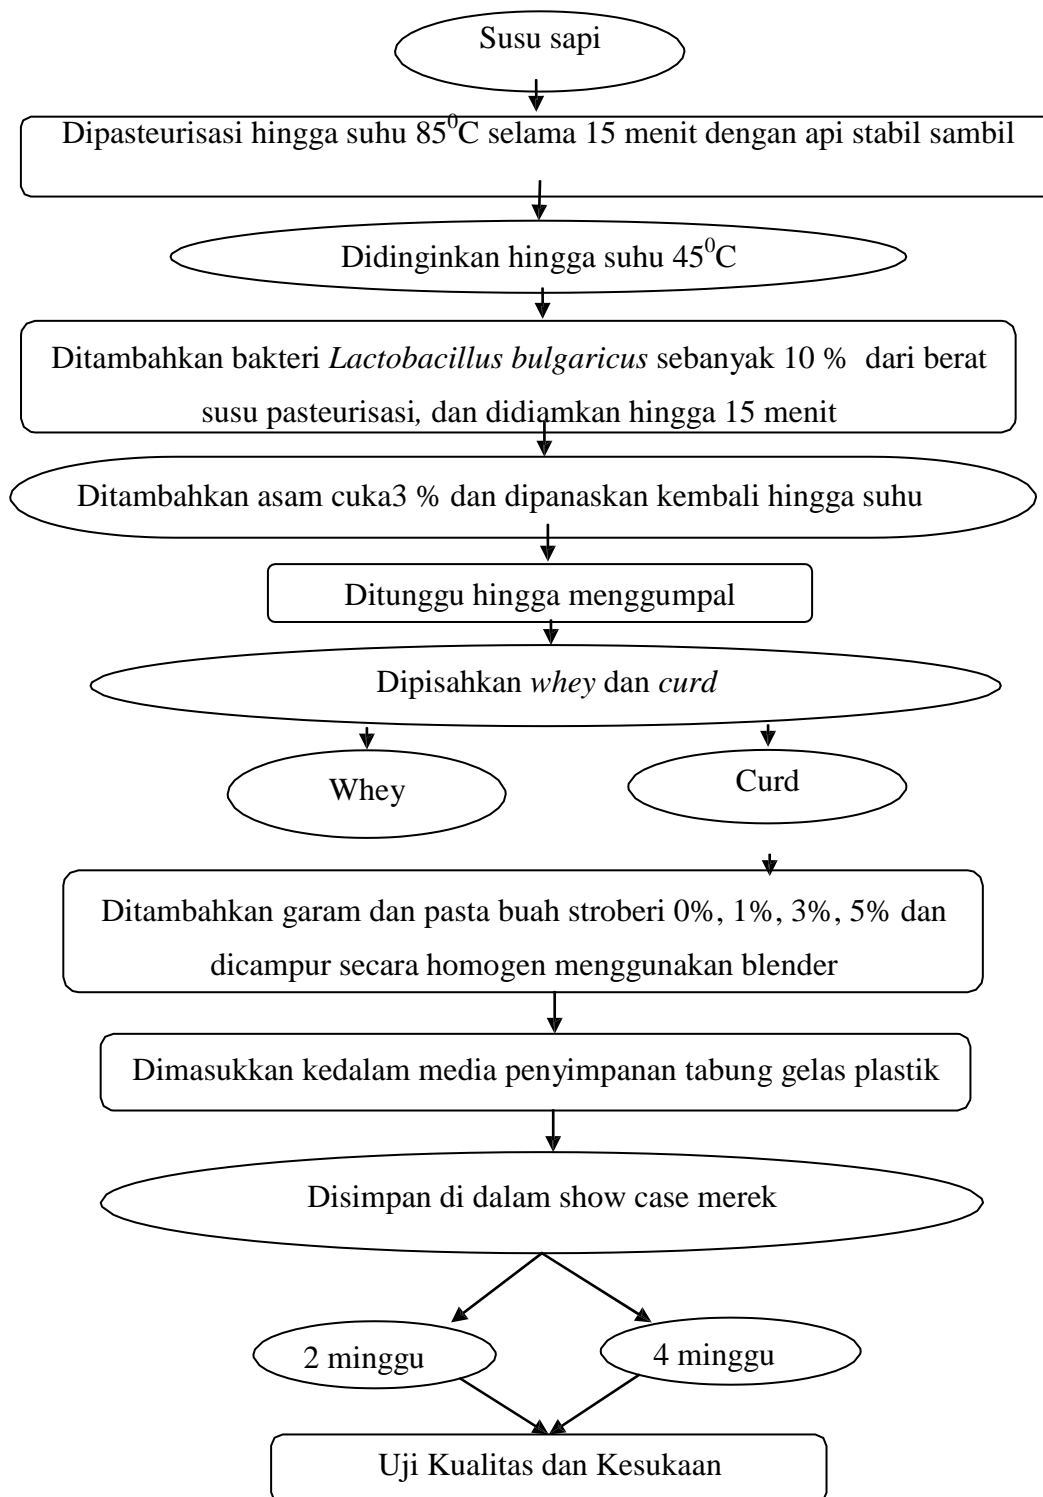 Susu sapi
Dipasteurisasi hingga suhu 85⁰C selama 15 menit dengan api stabil sambil
Didinginkan hingga suhu 45⁰C
Ditambahkan bakteri Lactobacillus bulgaricus sebanyak 10 % dari berat
susu pasteurisasi, dan didiamkan hingga 15 menit
Ditambahkan asam cuka3 % dan dipanaskan kembali hingga suhu
Ditunggu hingga menggumpal
Dipisahkan whey dan curd
Whey
Curd
Ditambahkan garam dan pasta buah stroberi 0%, 1%, 3%, 5% dan
dicampur secara homogen menggunakan blender
Dimasukkan kedalam media penyimpanan tabung gelas plastik
Disimpan di dalam show case merek
2 minggu
4 minggu
Uji Kualitas dan Kesukaan